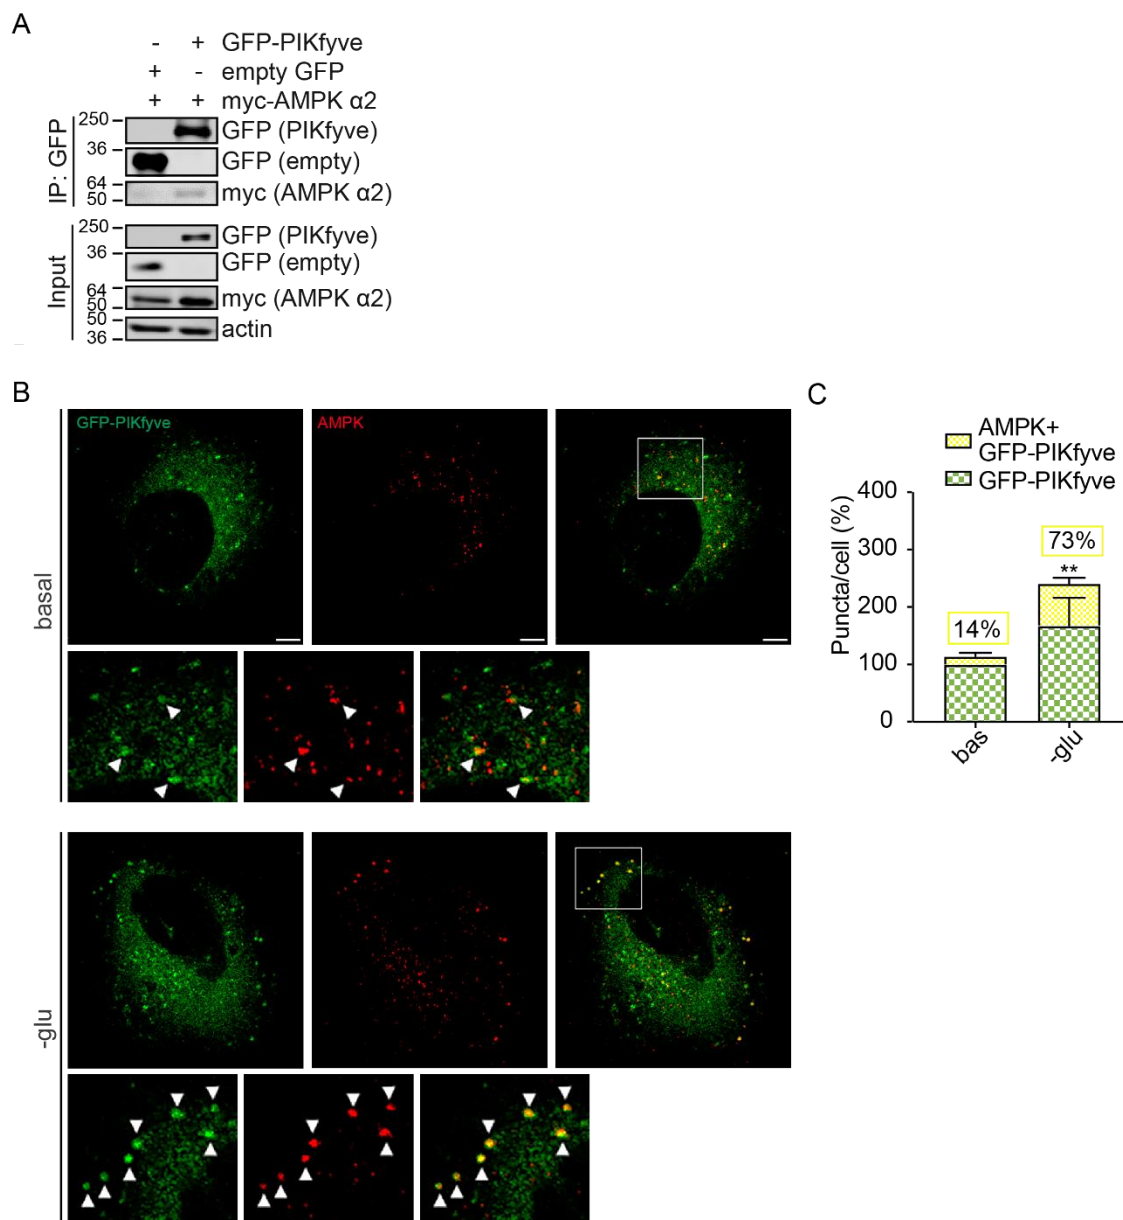 A
- + GFP-PIKfyve
+ - empty GFP
+ + myc-AMPK α2
IP: GFP
250 GFP (PIKfyve)
36 GFP (empty)
64
50 myc (AMPK α2)
Input
250 GFP (PIKfyve)
36 GFP (empty)
64
50 myc (AMPK α2)
50
36 actin
B
basal
GFP-PIKfyve AMPK
-glu
C
AMPK+
GFP-PIKfyve
GFP-PIKfyve
Puncta/cell (%)
400
300
200
100
0
14%
73%
**
bas -glu